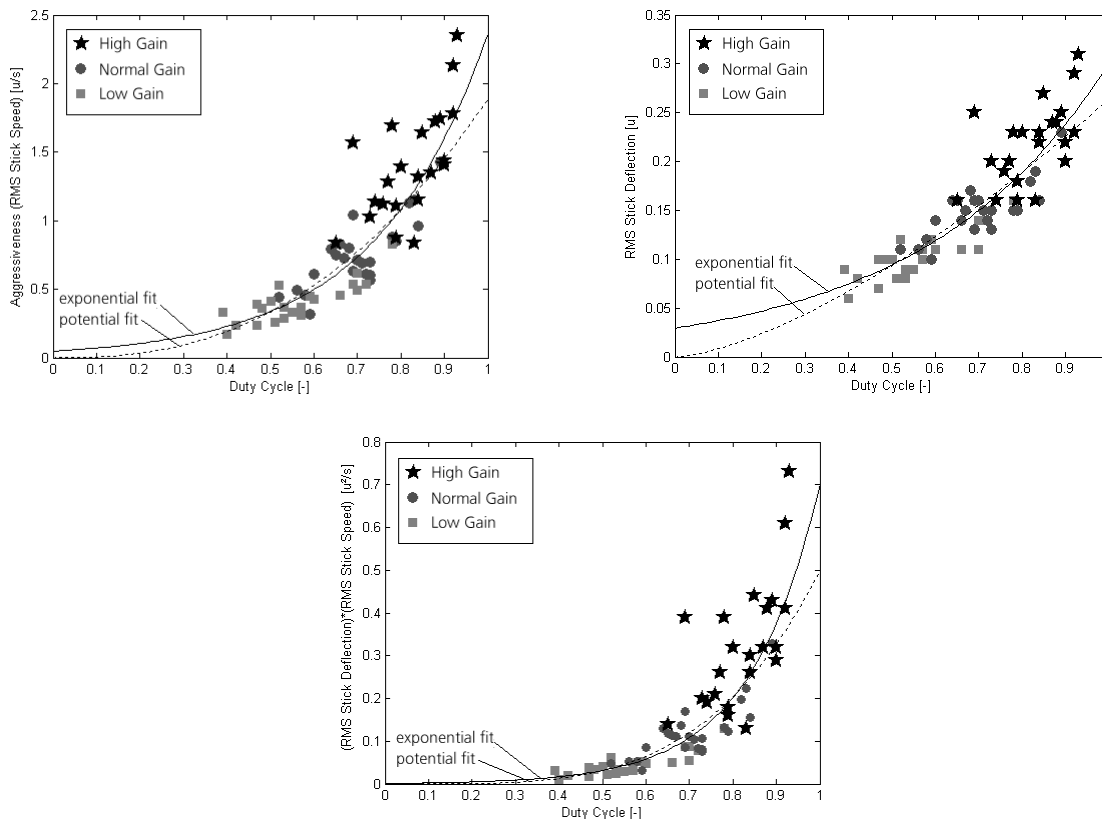 Aggressiveness (RMS Stick Speed) [u/s]
2.5
2
1.5
1
0.5
0
High Gain
Normal Gain
Low Gain
exponential fit
potential fit
0 0.1 0.2 0.3 0.4 0.5 0.6 0.7 0.8 0.9 1
Duty Cycle [-]
RMS Stick Deflection [u]
0.35
0.3
0.25
0.2
0.15
0.1
0.05
0
High Gain
Normal Gain
Low Gain
exponential fit
potential fit
0 0.1 0.2 0.3 0.4 0.5 0.6 0.7 0.8 0.9
Duty Cycle [-]
(RMS Stick Deflection)*(RMS Stick Speed) [u²/s]
0.8
0.7
0.6
0.5
0.4
0.3
0.2
0.1
0
High Gain
Normal Gain
Low Gain
exponential fit
potential fit
0 0.1 0.2 0.3 0.4 0.5 0.6 0.7 0.8 0.9 1
Duty Cycle [-]